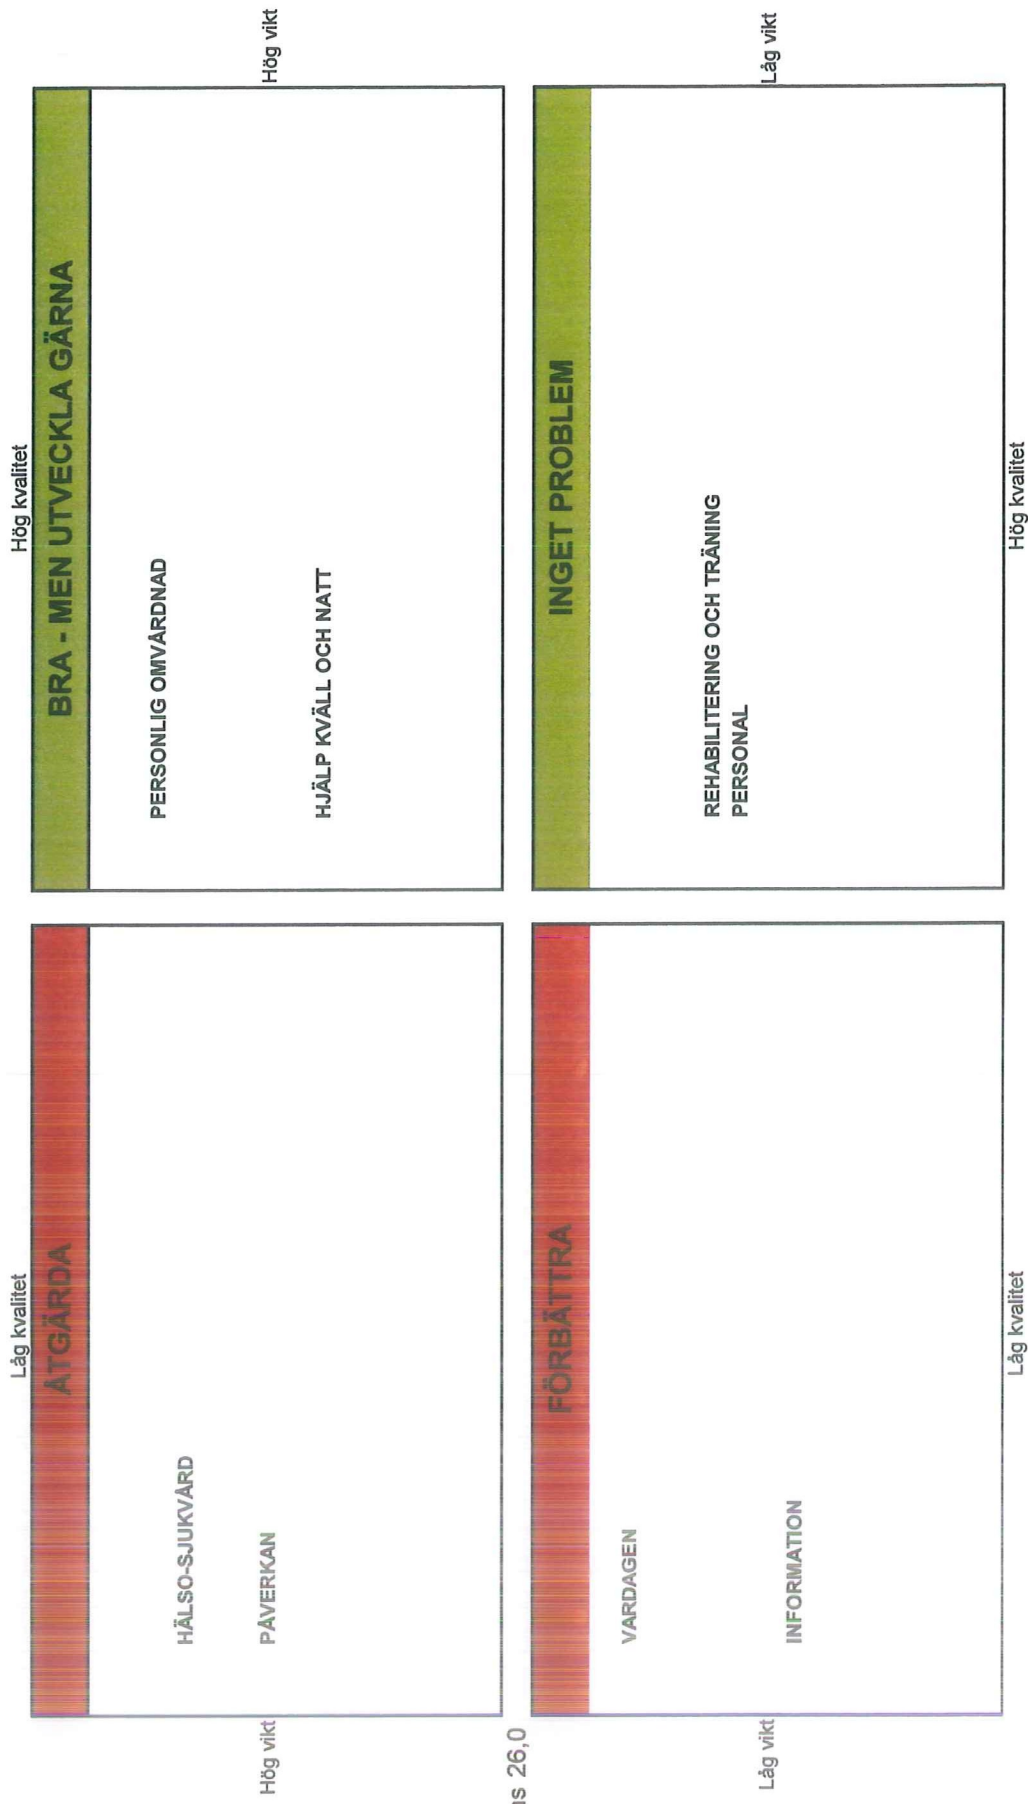 Låg kvalitet
Hög kvalitet
ÅTGÄRDA
BRA - MEN UTVECKLA GÄRNA
HÄLSO-SJUKVÅRD
PERSONLIG OMVÅRDNAD
Hög vikt
PÅVERKAN
Hög vikt
HJÄLP KVÄLL OCH NATT
26,0
FÖRBÄTTRA
INGET PROBLEM
VARDAGEN
REHABILITERING OCH TRÄNING
PERSONAL
Låg vikt
INFORMATION
Låg vikt
Låg kvalitet
Hög kvalitet